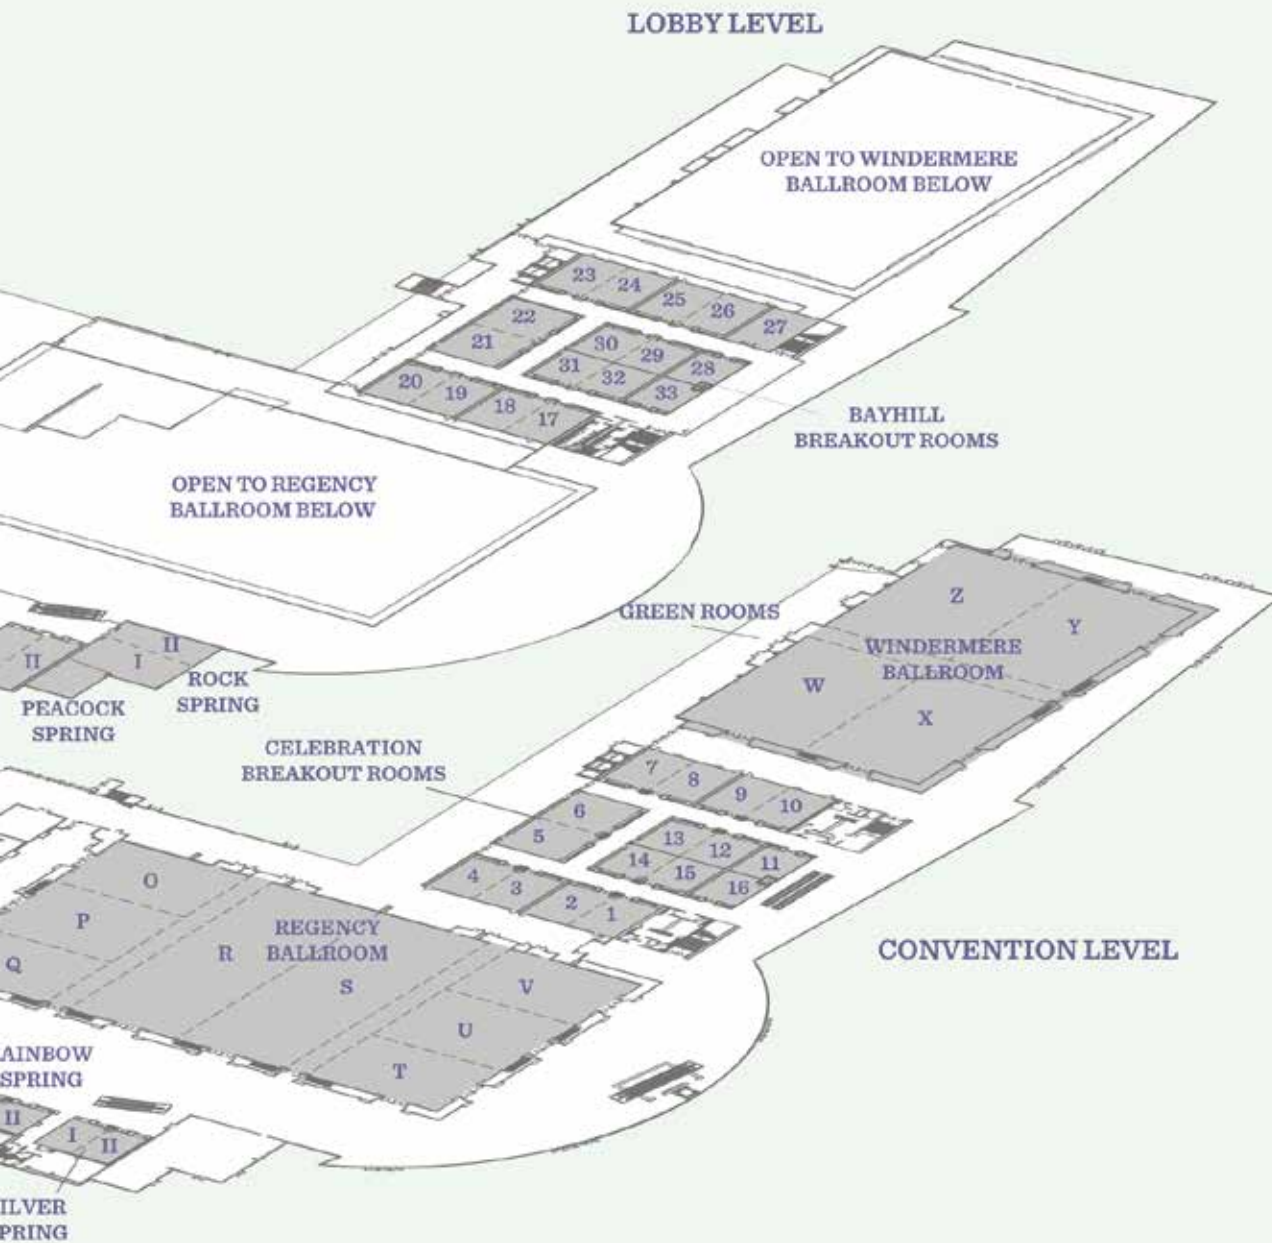 LOBBY LEVEL
OPEN TO WINDERMERE
BALLROOM BELOW
23
24
25
26
27
22
21
30
29
28
31
32
33
20
19
18
17
BAYHILL
BREAKOUT ROOMS
OPEN TO REGENCY
BALLROOM BELOW
II
I
II
ROCK
SPRING
PEACOCK
SPRING
GREEN ROOMS
Z
Y
WINDERMERE
BALLROOM
W
X
CELEBRATION
BREAKOUT ROOMS
7
8
9
10
6
5
13
12
11
14
15
16
4
3
2
1
CONVENTION LEVEL
O
P
Q
R
REGENCY
BALLROOM
S
V
U
T
AINBOW
SPRING
II
I
II
ILVER
PRING